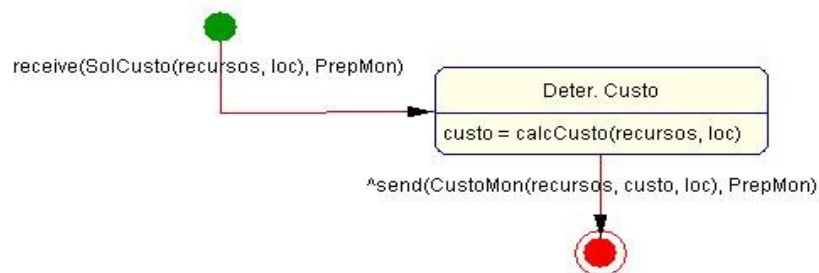 receive(SolCusto(recursos, loc), PrepMon)
Deter. Custo
custo = calcCusto(recursos, loc)
^send(CustoMon(recursos, custo, loc), PrepMon)